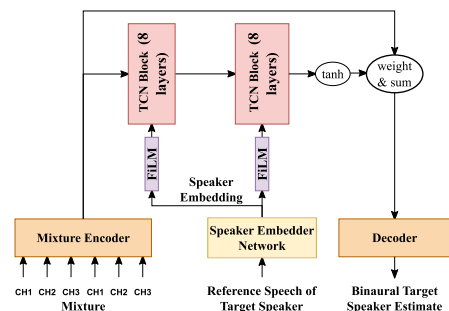 TCN Block (8
layers)
TCN Block (8
layers)
tanh
weight
& sum
FiLM
FiLM
Speaker
Embedding
Mixture Encoder
Speaker Embedder
Network
Decoder
CH1 CH2 CH3 CH1 CH2 CH3
Mixture
Reference Speech of
Target Speaker
Binaural Target
Speaker Estimate